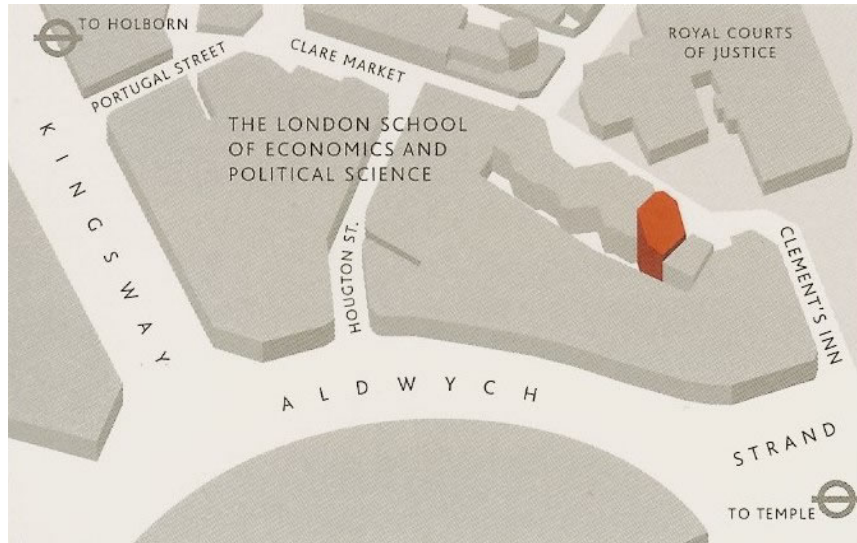 TO HOLBORN
PORTUGAL STREET
CLARE MARKET
ROYAL COURTS
OF JUSTICE
THE LONDON SCHOOL
OF ECONOMICS AND
POLITICAL SCIENCE
KINGSWAY
HOUGTON ST.
CLEMENT'S INN
ALDWYCH
STRAND
TO TEMPLE